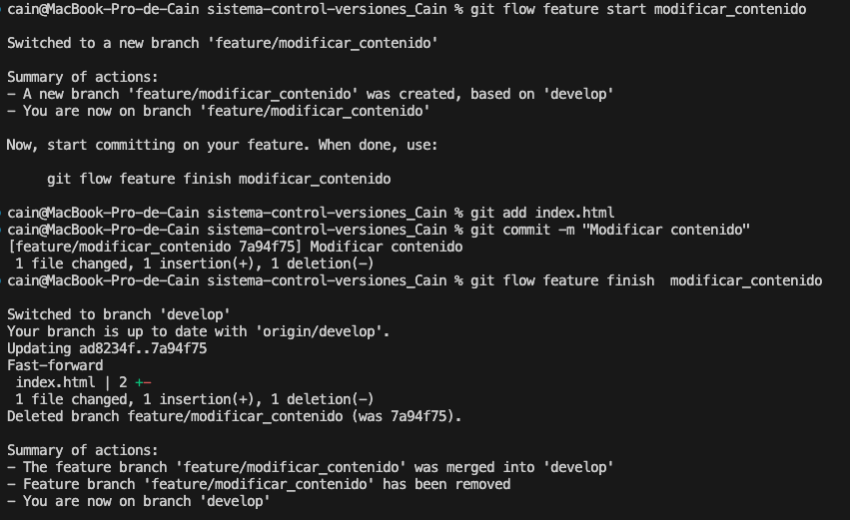 cain@MacBook-Pro-de-Cain sistema-control-versiones_Cain % git flow feature start modificar_contenido
Switched to a new branch 'feature/modificar_contenido'
Summary of actions:
- A new branch 'feature/modificar_contenido' was created, based on 'develop'
- You are now on branch 'feature/modificar_contenido'
Now, start committing on your feature. When done, use:
git flow feature finish modificar_contenido
cain@MacBook-Pro-de-Cain sistema-control-versiones_Cain % git add index.html
cain@MacBook-Pro-de-Cain sistema-control-versiones_Cain % git commit -m "Modificar contenido"
[feature/modificar_contenido 7a94f75] Modificar contenido
1 file changed, 1 insertion(+), 1 deletion(-)
cain@MacBook-Pro-de-Cain sistema-control-versiones_Cain % git flow feature finish  modificar_contenido
Switched to branch 'develop'
Your branch is up to date with 'origin/develop'.
Updating ad8234f..7a94f75
Fast-forward
index.html | 2 +-
1 file changed, 1 insertion(+), 1 deletion(-)
Deleted branch feature/modificar_contenido (was 7a94f75).
Summary of actions:
- The feature branch 'feature/modificar_contenido' was merged into 'develop'
- Feature branch 'feature/modificar_contenido' has been removed
- You are now on branch 'develop'